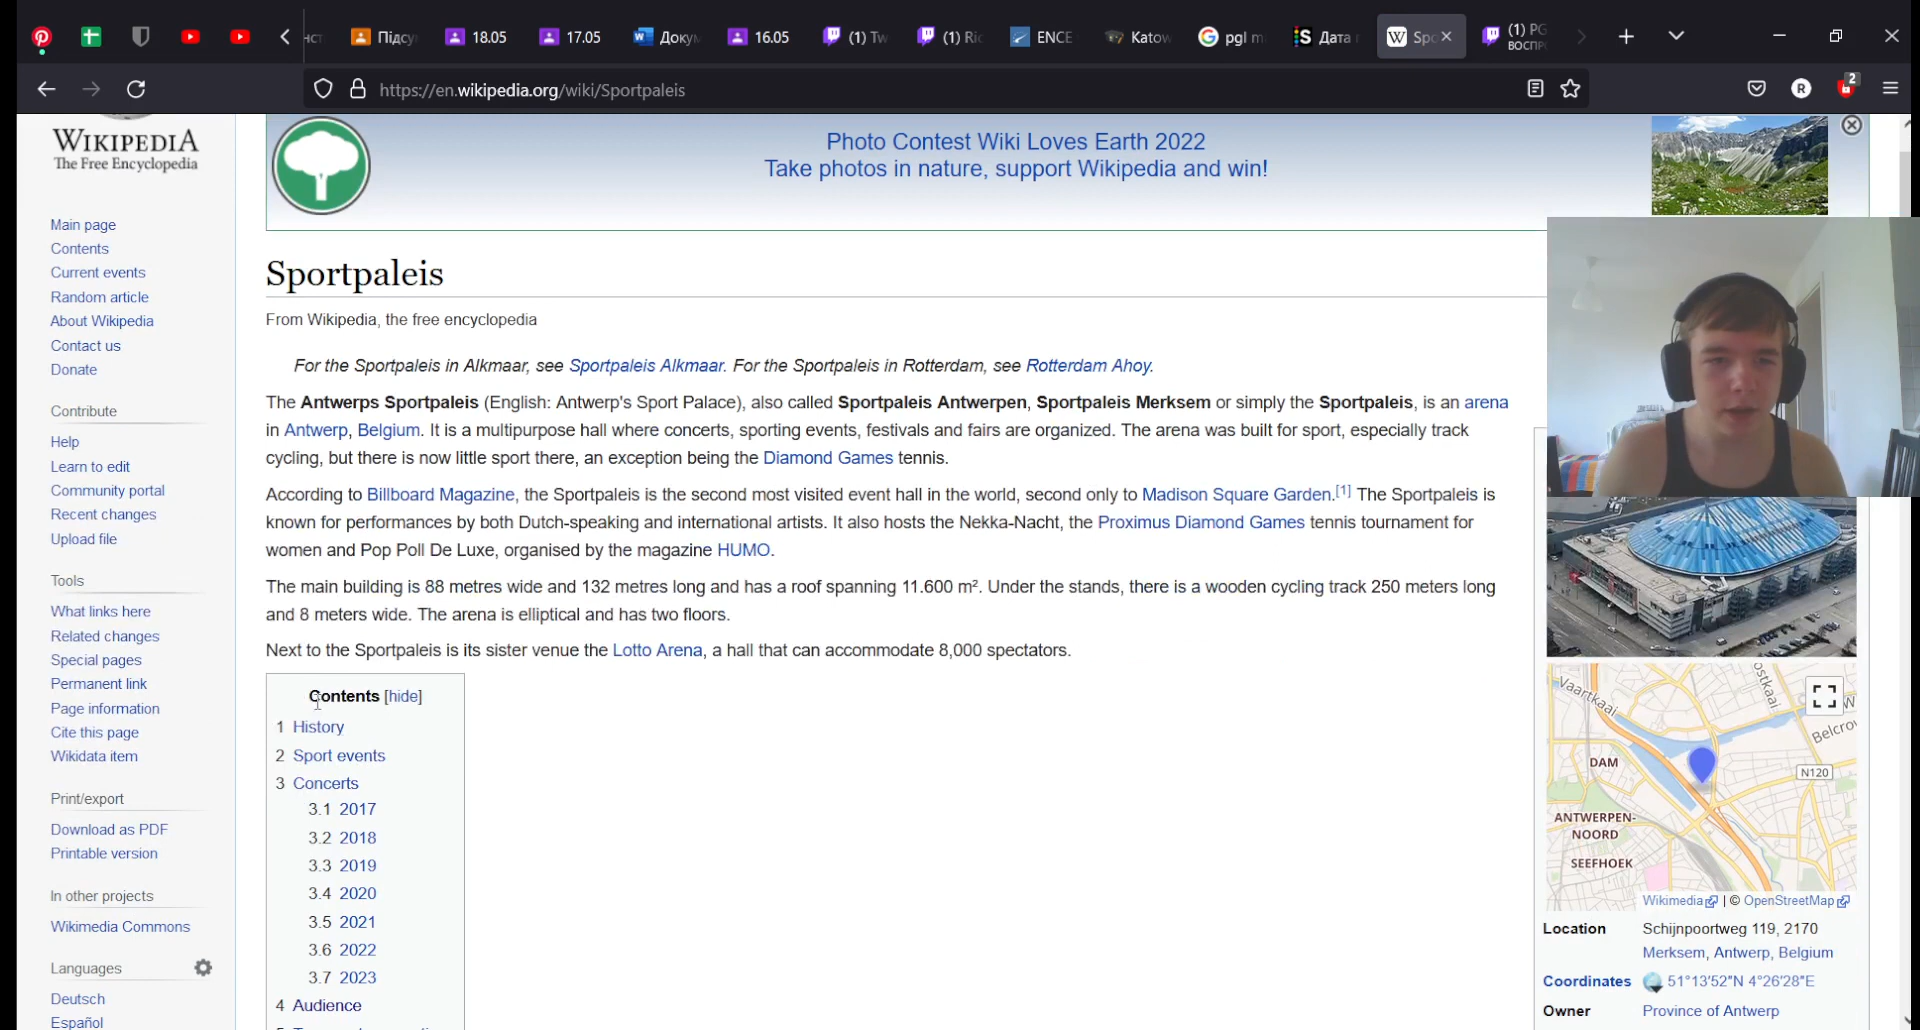 Підсу
18.05
17.05
Докум
16.05
(1) Tw
(1) Ric
ENCE
Katow
pgl m
Дата
Spo
(1) PG
ВОСПР
https://en.wikipedia.org/wiki/Sportpaleis
R
2
WIKIPEDIA
The Free Encyclopedia
Main page
Contents
Current events
Random article
About Wikipedia
Contact us
Donate
Contribute
Help
Learn to edit
Community portal
Recent changes
Upload file
Tools
What links here
Related changes
Special pages
Permanent link
Page information
Cite this page
Wikidata item
Print/export
Download as PDF
Printable version
In other projects
Wikimedia Commons
Languages
Deutsch
Español
Photo Contest Wiki Loves Earth 2022
Take photos in nature, support Wikipedia and win!
Sportpaleis
From Wikipedia, the free encyclopedia
For the Sportpaleis in Alkmaar, see Sportpaleis Alkmaar. For the Sportpaleis in Rotterdam, see Rotterdam Ahoy.
The Antwerps Sportpaleis (English: Antwerp's Sport Palace), also called Sportpaleis Antwerpen, Sportpaleis Merksem or simply the Sportpaleis, is an arena
in Antwerp, Belgium. It is a multipurpose hall where concerts, sporting events, festivals and fairs are organized. The arena was built for sport, especially track
cycling, but there is now little sport there, an exception being the Diamond Games tennis.
According to Billboard Magazine, the Sportpaleis is the second most visited event hall in the world, second only to Madison Square Garden.[1] The Sportpaleis is
known for performances by both Dutch-speaking and international artists. It also hosts the Nekka-Nacht, the Proximus Diamond Games tennis tournament for
women and Pop Poll De Luxe, organised by the magazine HUMO.
The main building is 88 metres wide and 132 metres long and has a roof spanning 11.600 m². Under the stands, there is a wooden cycling track 250 meters long
and 8 meters wide. The arena is elliptical and has two floors.
Next to the Sportpaleis is its sister venue the Lotto Arena, a hall that can accommodate 8,000 spectators.
Contents [hide]
1 History
2 Sport events
3 Concerts
3.1 2017
3.2 2018
3.3 2019
3.4 2020
3.5 2021
3.6 2022
3.7 2023
4 Audience
Vaartkaai
Belcro
DAM
N120
ANTWERPEN-
NOORD
SEEFHOEK
Wikimedia | © OpenStreetMap
Location Schijnpoortweg 119, 2170
Merksem, Antwerp, Belgium
Coordinates 51°13′52″N 4°26′28″E
Owner Province of Antwerp